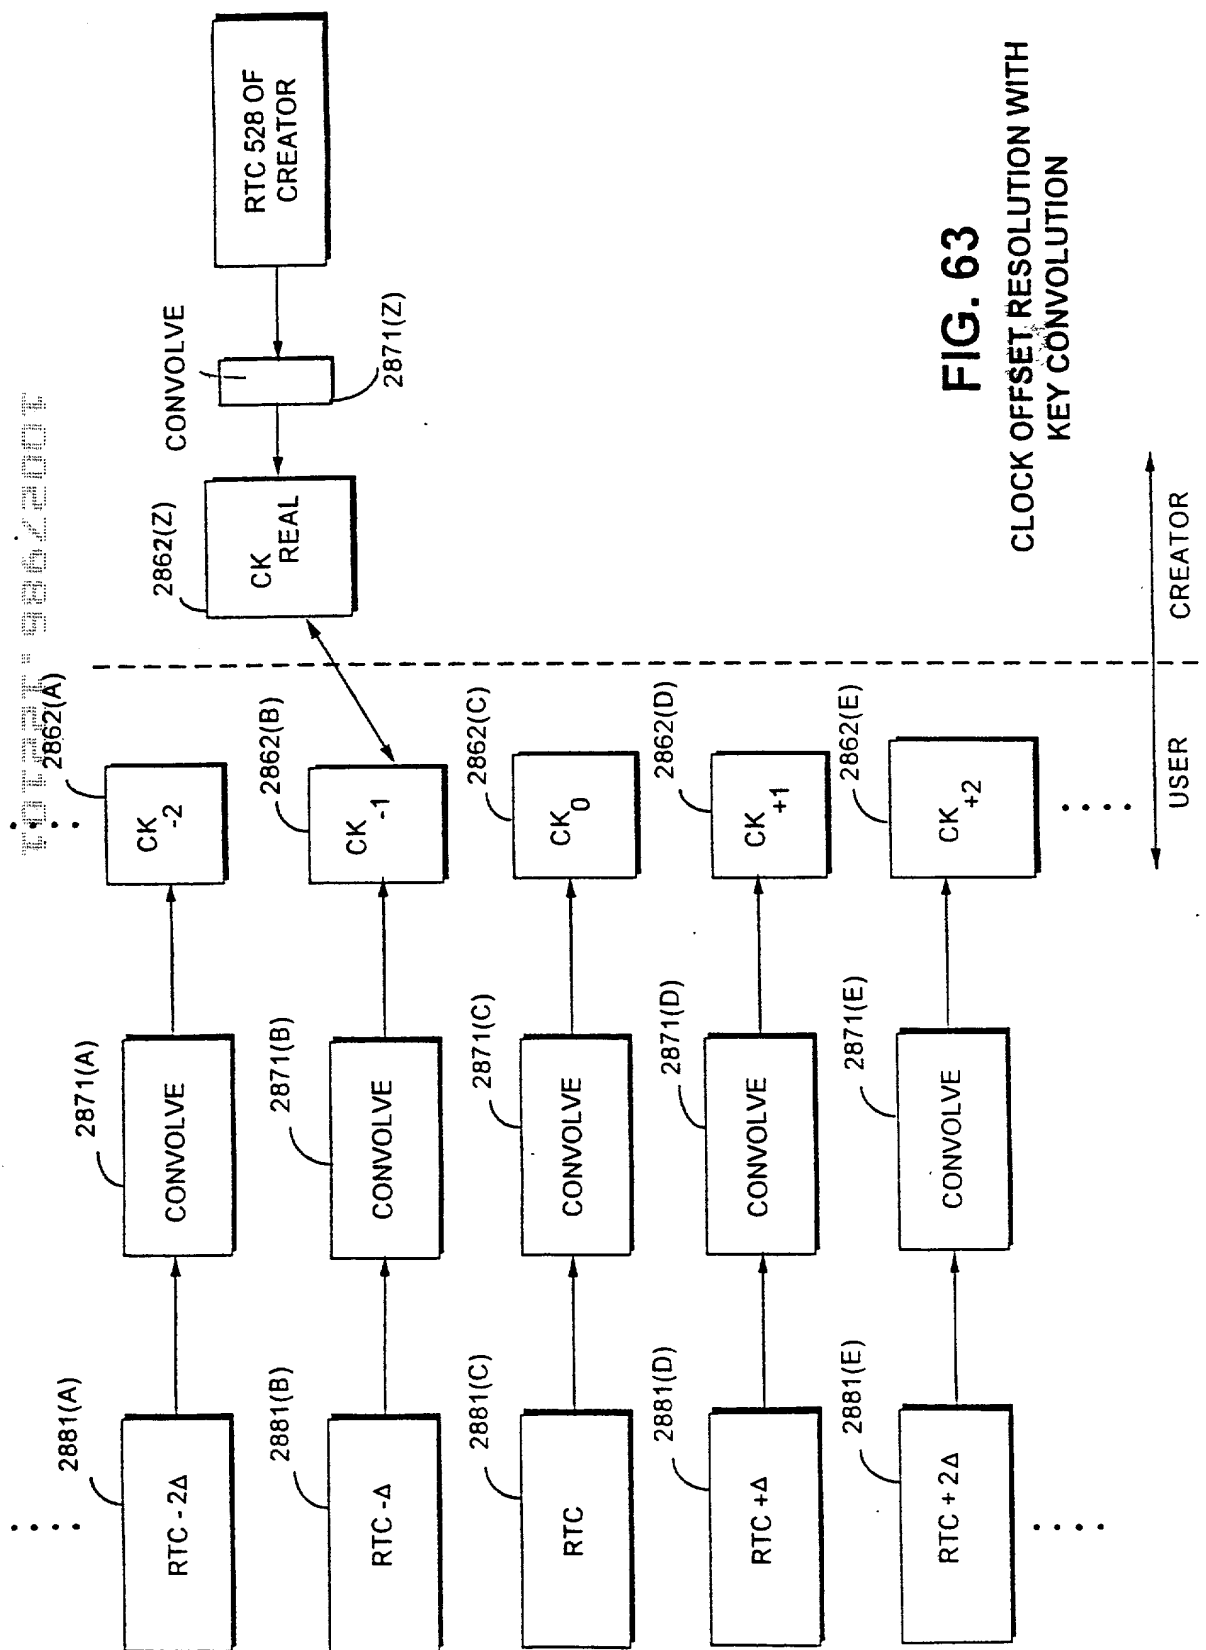 2881(A)
RTC - 2Δ
2871(A)
CONVOLVE
2862(A)
CK -2
2881(B)
RTC -Δ
2871(B)
CONVOLVE
2862(B)
CK -1
2881(C)
RTC
2871(C)
CONVOLVE
2862(C)
CK 0
2881(D)
RTC +Δ
2871(D)
CONVOLVE
2862(D)
CK +1
2881(E)
RTC + 2Δ
2871(E)
CONVOLVE
2862(E)
CK +2
2862(Z)
CK
REAL
CONVOLVE
2871(Z)
RTC 528 OF
CREATOR
USER
CREATOR
FIG. 63
CLOCK OFFSET RESOLUTION WITH
KEY CONVOLUTION